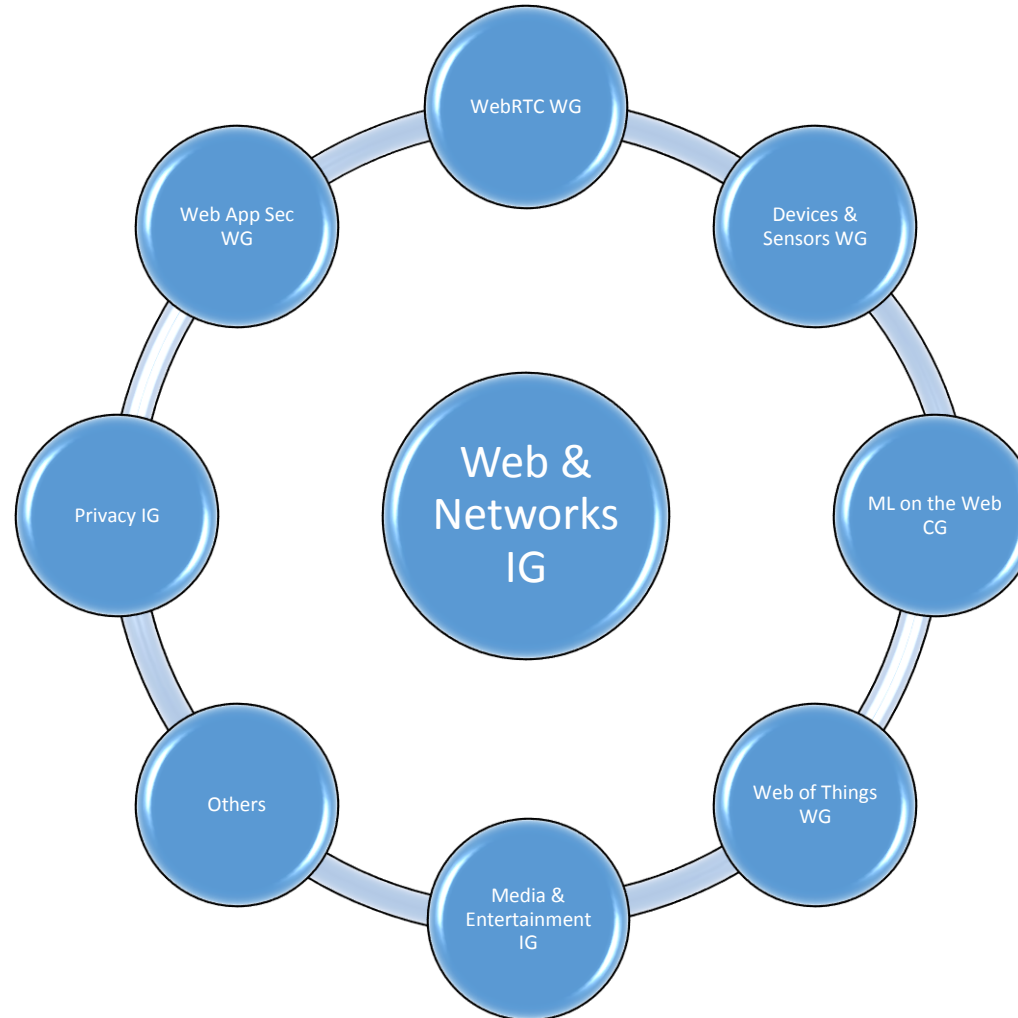 WebRTC WG
Devices &
Sensors WG
ML on the Web
CG
Web of Things
WG
Media &
Entertainment
IG
Others
Privacy IG
Web App Sec
WG
Web &
Networks
IG